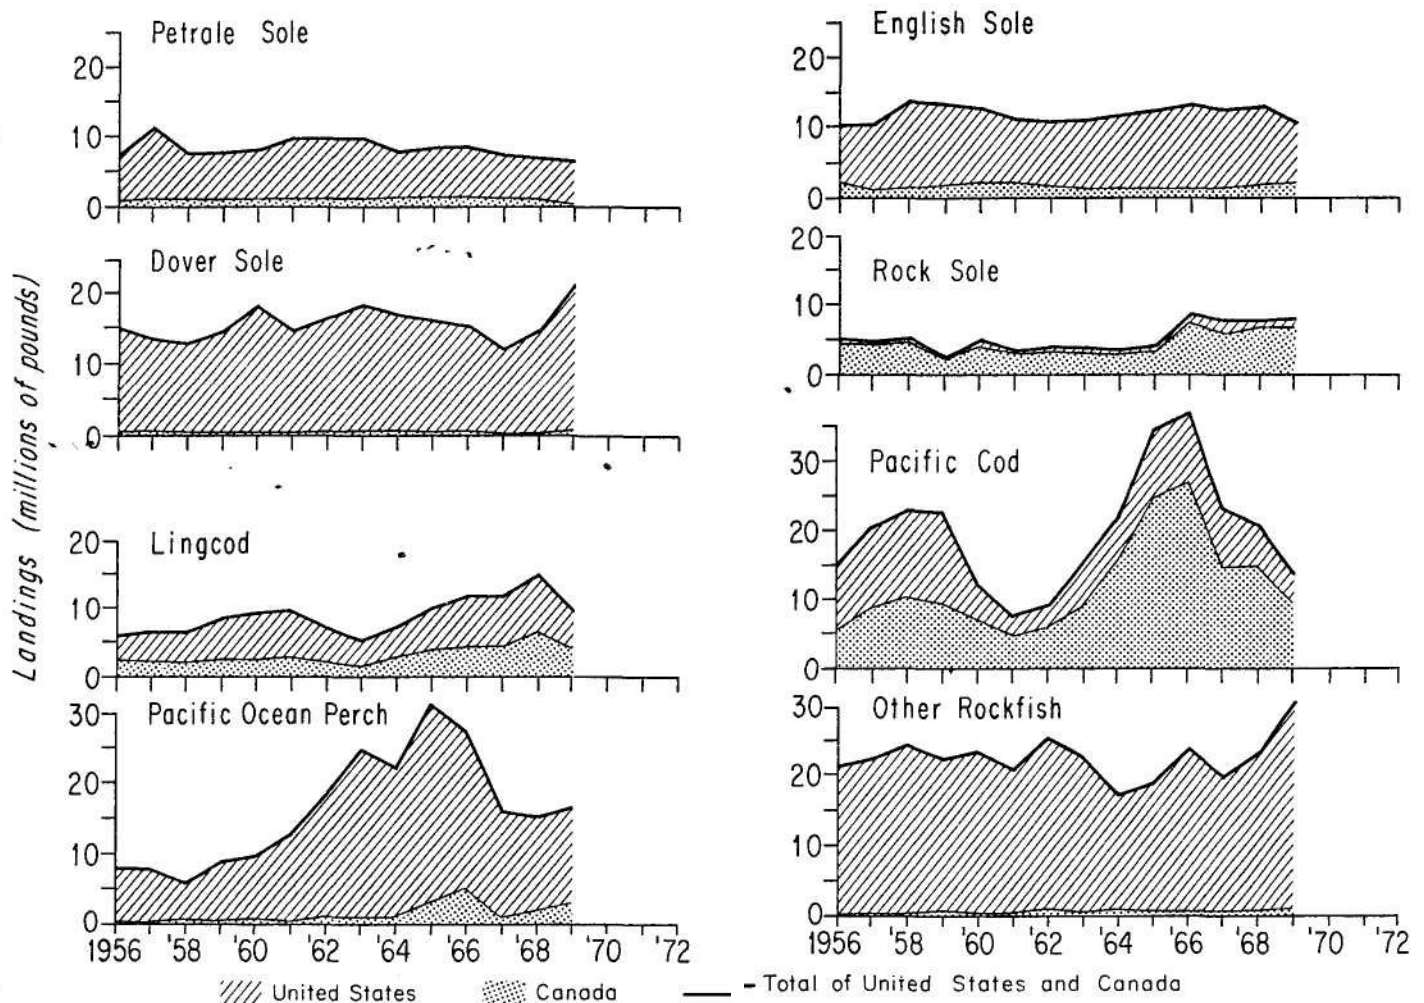 Landings (millions of pounds)
Petrale Sole
20
10
0
Dover Sole
20
10
0
Lingcod
20
10
0
Pacific Ocean Perch
30
20
10
0
1956 '58 '60 '62 '64 '66 '68 '70 '72
English Sole
20
10
0
Rock Sole
20
10
0
Pacific Cod
30
20
10
0
Other Rockfish
30
20
10
0
1956 '58 '60 '62 '64 '66 '68 '70 '72
United States Canada Total of United States and Canada